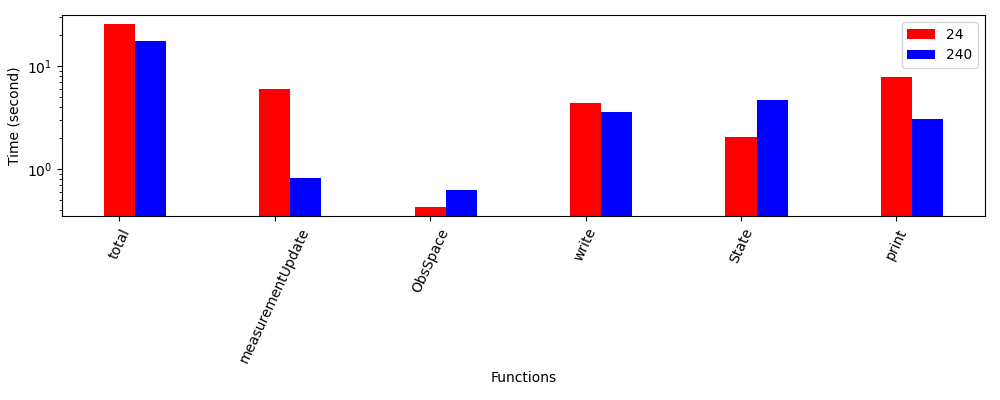 24
240
Time (second)
10¹
10⁰
total
measurementUpdate
ObsSpace
write
State
print
Functions